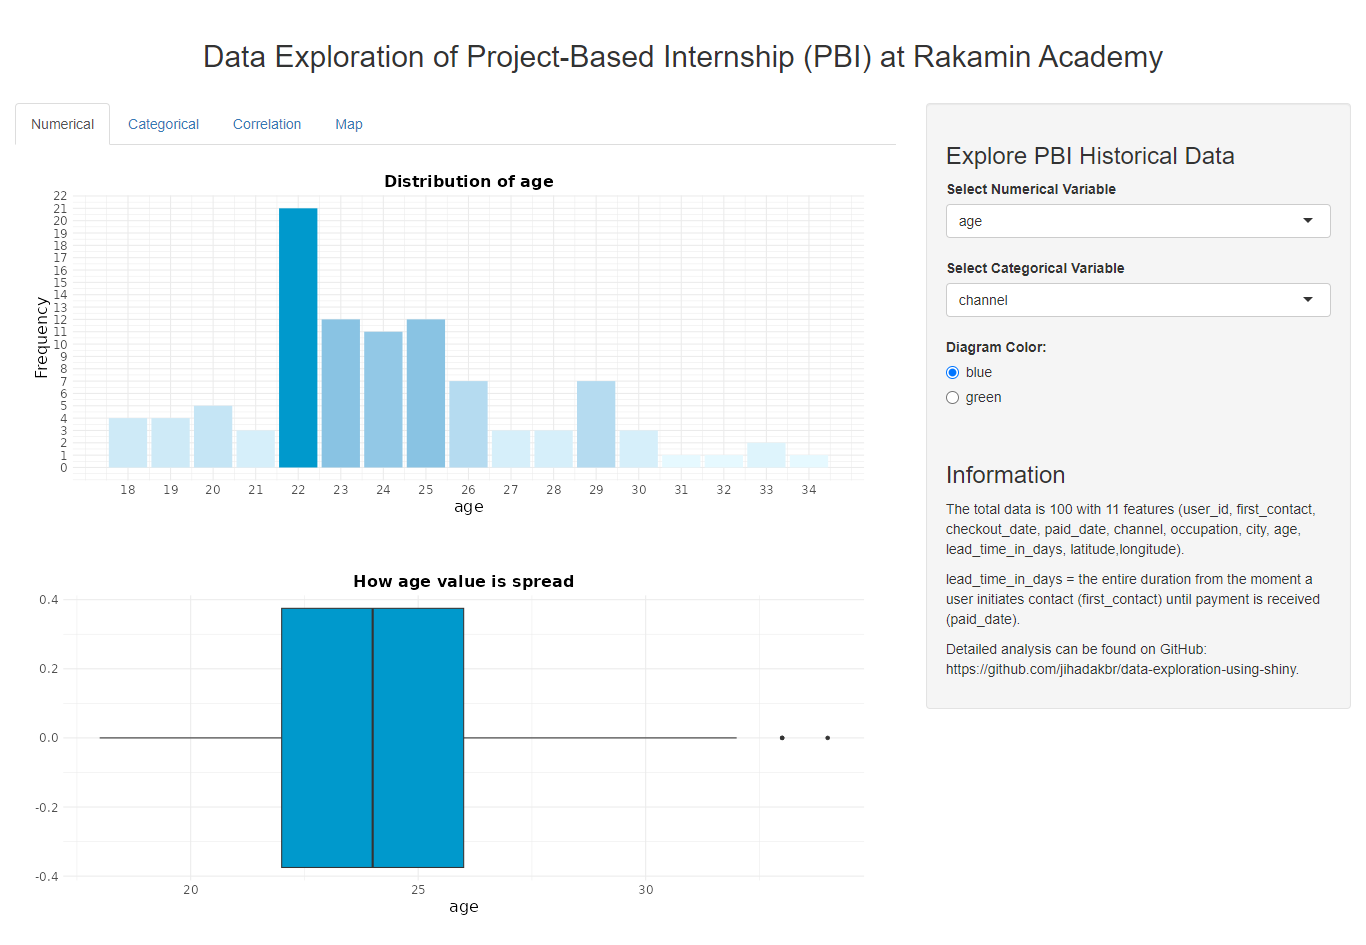 Data Exploration of Project-Based Internship (PBI) at Rakamin Academy
Numerical
Categorical
Correlation
Map
Distribution of age
22
21
20
19
18
17
16
15
14
13
12
11
10
9
8
7
6
5
4
3
2
1
0
Frequency
18 19 20 21 22 23 24 25 26 27 28 29 30 31 32 33 34
age
How age value is spread
0.4
0.2
0.0
-0.2
-0.4
20 25 30
age
Explore PBI Historical Data
Select Numerical Variable
age
Select Categorical Variable
channel
Diagram Color:
blue
green
Information
The total data is 100 with 11 features (user_id, first_contact,
checkout_date, paid_date, channel, occupation, city, age,
lead_time_in_days, latitude,longitude).
lead_time_in_days = the entire duration from the moment a
user initiates contact (first_contact) until payment is received
(paid_date).
Detailed analysis can be found on GitHub:
https://github.com/jihadakbr/data-exploration-using-shiny.